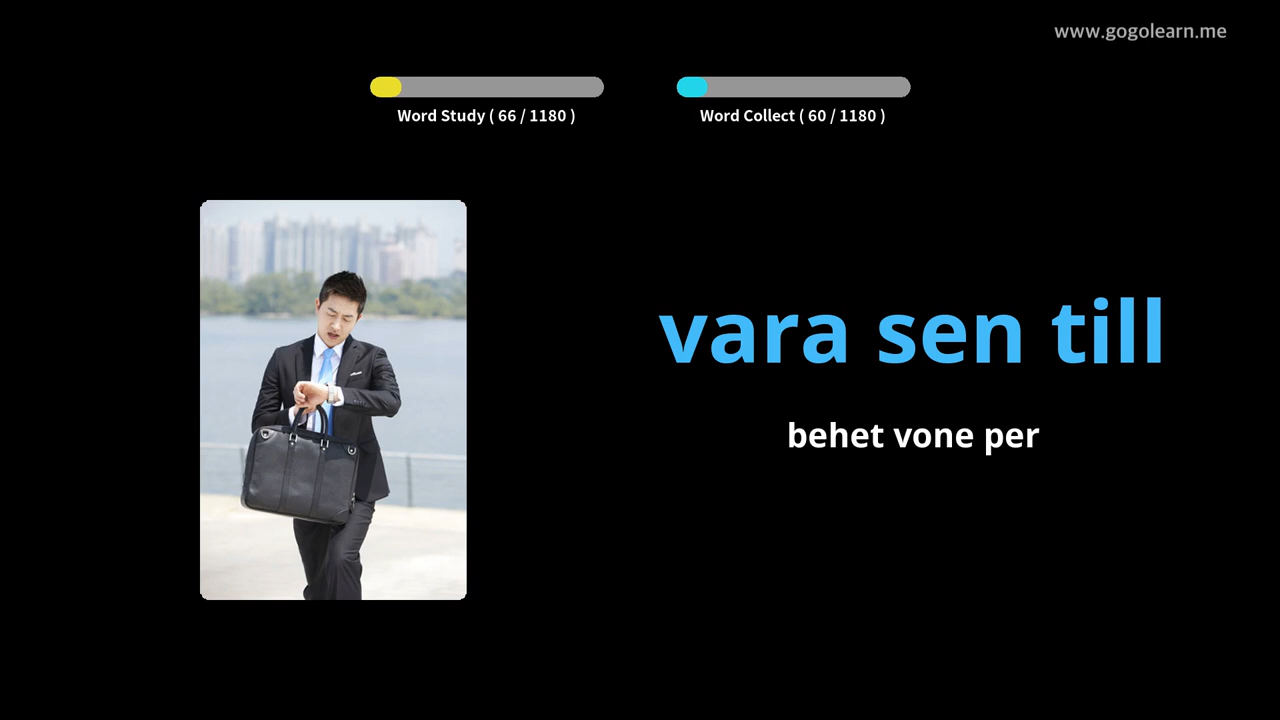 www.gogolearn.me
Word Study ( 66 / 1180 )
Word Collect ( 60 / 1180 )
vara sen till
behet vone per